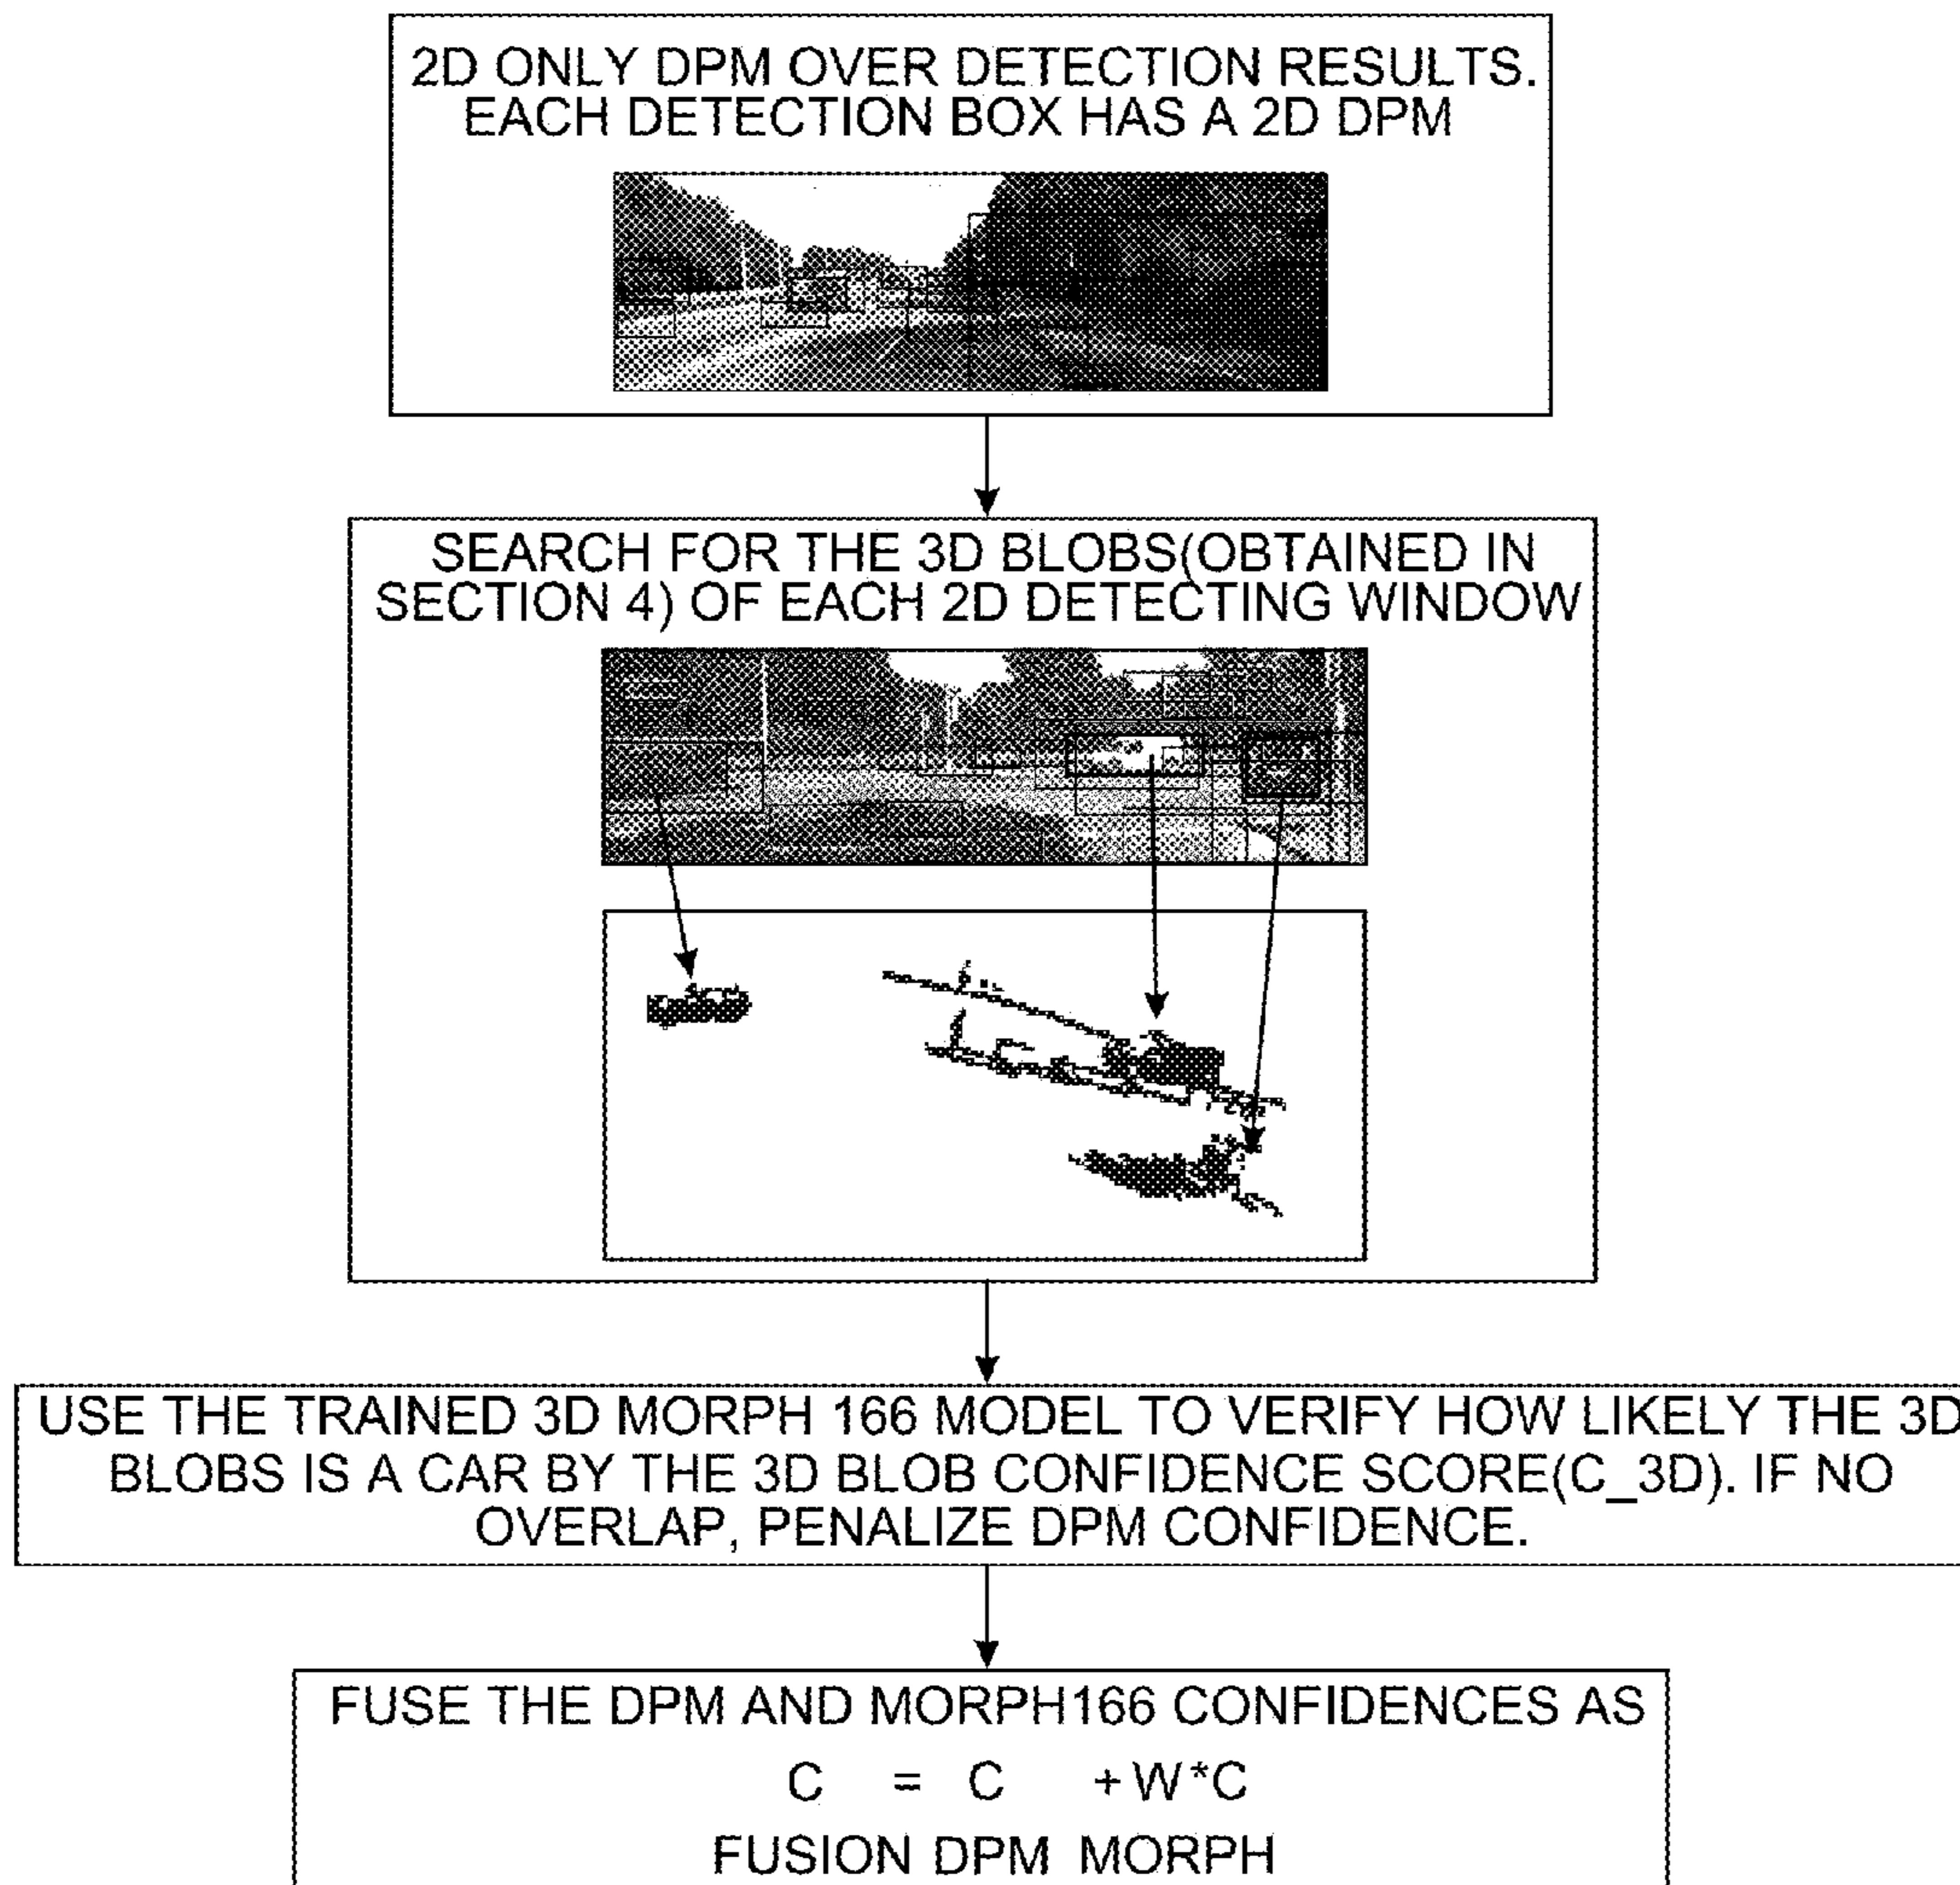 2D ONLY DPM OVER DETECTION RESULTS.
EACH DETECTION BOX HAS A 2D DPM
SEARCH FOR THE 3D BLOBS(OBTAINED IN
SECTION 4) OF EACH 2D DETECTING WINDOW
USE THE TRAINED 3D MORPH 166 MODEL TO VERIFY HOW LIKELY THE 3D
BLOBS IS A CAR BY THE 3D BLOB CONFIDENCE SCORE(C_3D). IF NO
OVERLAP, PENALIZE DPM CONFIDENCE.
FUSE THE DPM AND MORPH166 CONFIDENCES AS
C = C + W*C
FUSION DPM MORPH